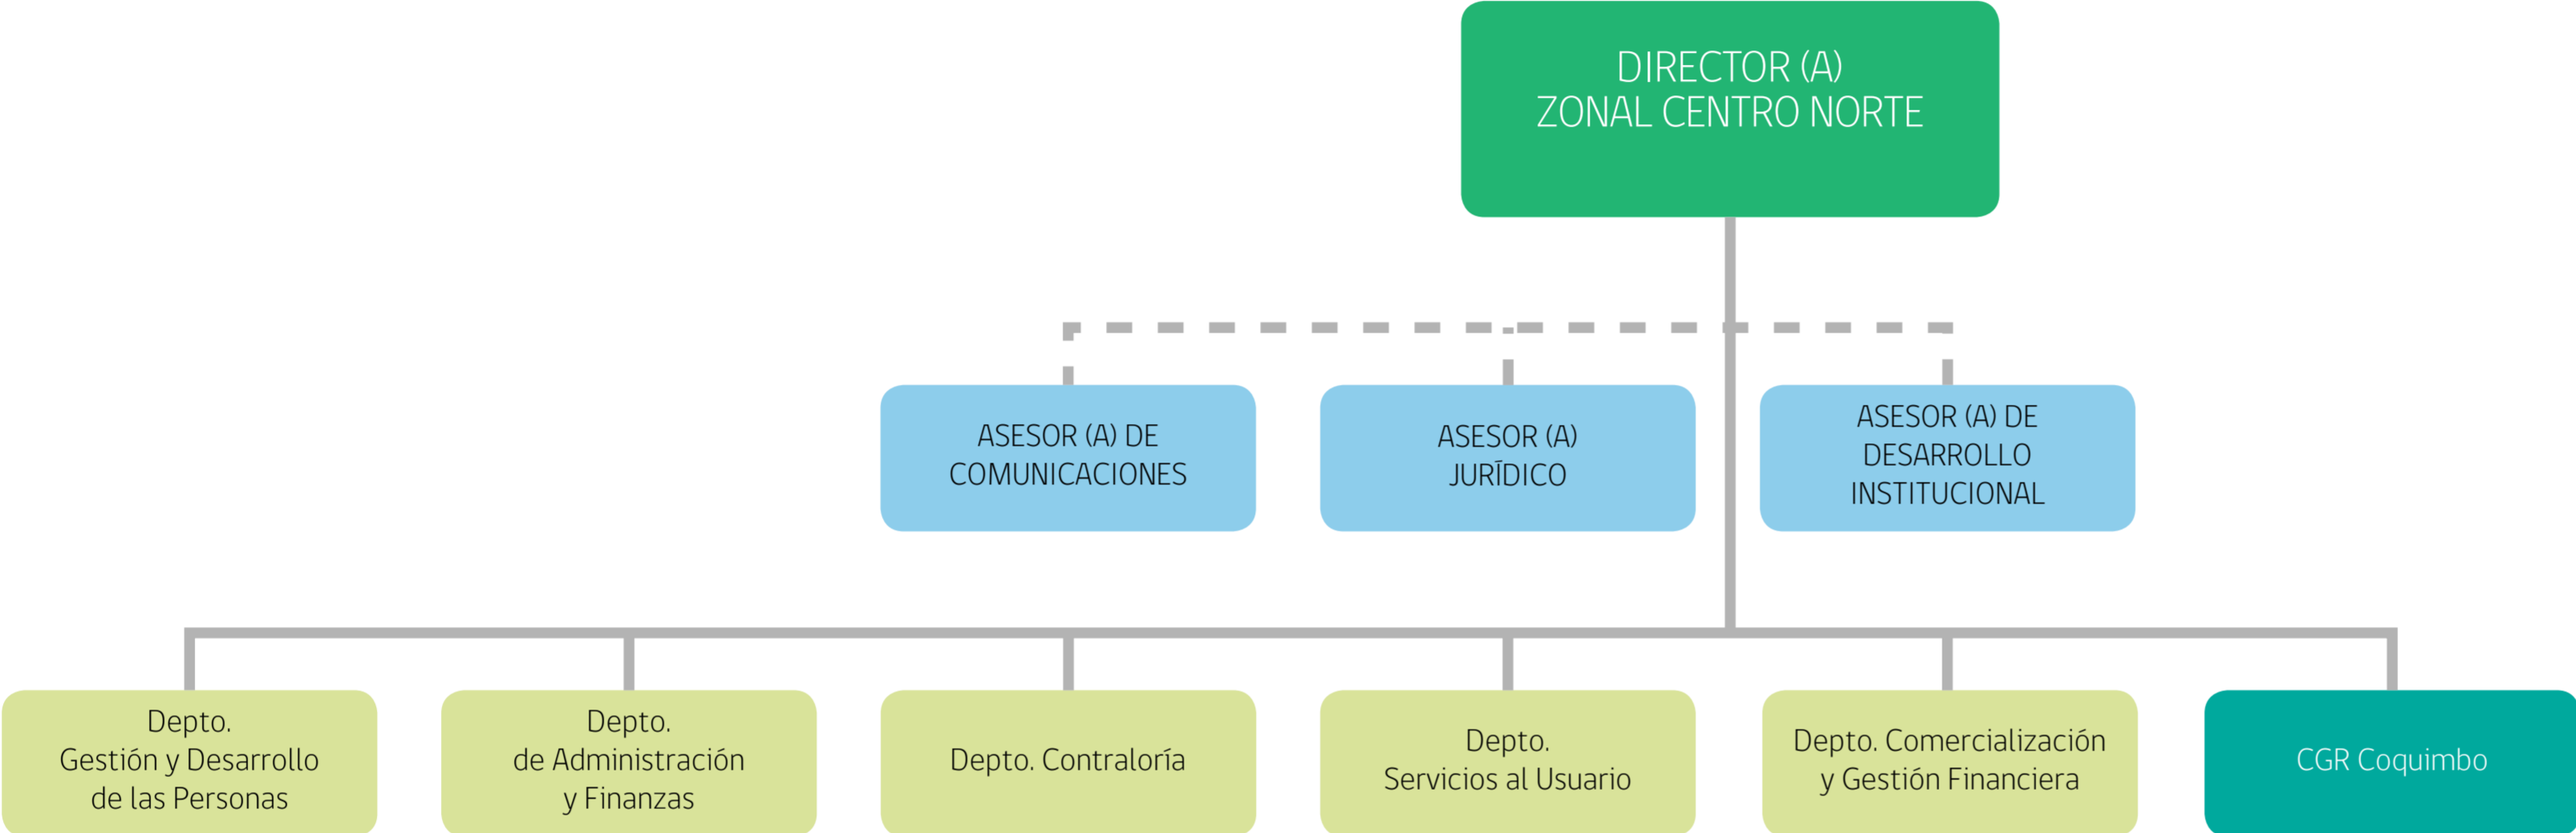 DIRECTOR (A)
ZONAL CENTRO NORTE
ASESOR (A) DE
COMUNICACIONES
ASESOR (A)
JURÍDICO
ASESOR (A) DE
DESARROLLO
INSTITUCIONAL
Depto.
Gestión y Desarrollo
de las Personas
Depto.
de Administración
y Finanzas
Depto. Contraloría
Depto.
Servicios al Usuario
Depto. Comercialización
y Gestión Financiera
CGR Coquimbo